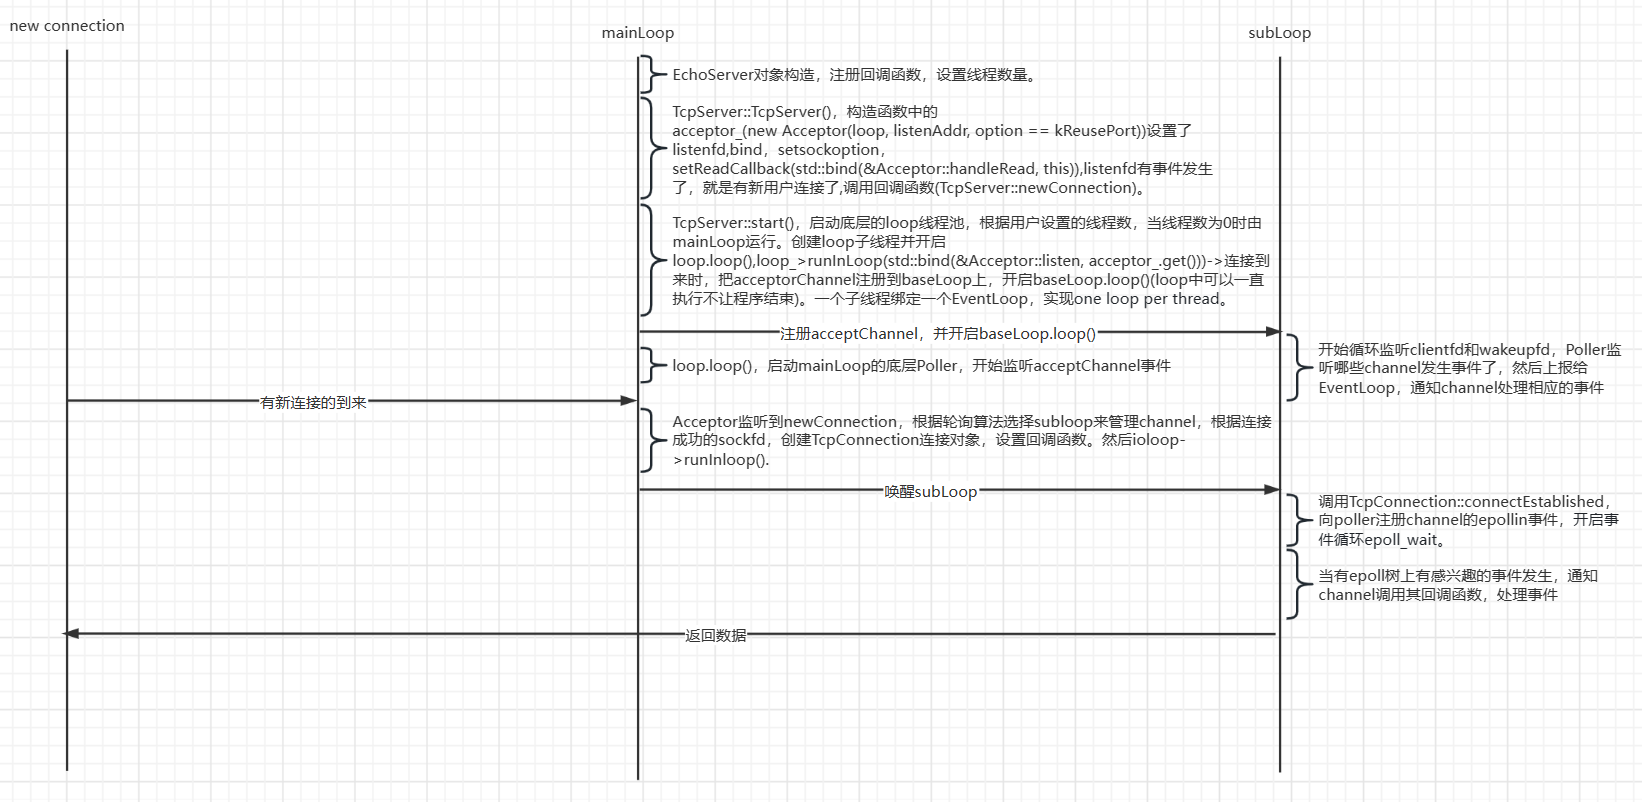 new connection
mainLoop
subLoop
EchoServer对象构造，注册回调函数，设置线程数量。
TcpServer::TcpServer()，构造函数中的
acceptor_(new Acceptor(loop, listenAddr, option == kReusePort))设置了
listenfd,bind，setsockoption，
setReadCallback(std::bind(&Acceptor::handleRead, this)),listenfd有事件发生
了，就是有新用户连接了,调用回调函数(TcpServer::newConnection)。
TcpServer::start()，启动底层的loop线程池，根据用户设置的线程数，当线程数为0时由
mainLoop运行。创建loop子线程并开启
loop.loop(),loop_>runInLoop(std::bind(&Acceptor::listen, acceptor_.get()))->连接到
来时，把acceptorChannel注册到baseLoop上，开启baseLoop.loop()(loop中可以一直
执行不让程序结束)。一个子线程绑定一个EventLoop，实现one loop per thread。
注册acceptChannel，并开启baseLoop.loop()
开始循环监听clientfd和wakeupfd，Poller监
听哪些channel发生事件了，然后上报给
EventLoop，通知channel处理相应的事件
loop.loop()，启动mainLoop的底层Poller，开始监听acceptChannel事件
有新连接的到来
Acceptor监听到newConnection，根据轮询算法选择subloop来管理channel，根据连接
成功的sockfd，创建TcpConnection连接对象，设置回调函数。然后ioloop-
>runInloop().
唤醒subLoop
调用TcpConnection::connectEstablished，
向poller注册channel的epollin事件，开启事
件循环epoll_wait。
当有epoll树上有感兴趣的事件发生，通知
channel调用其回调函数，处理事件
返回数据